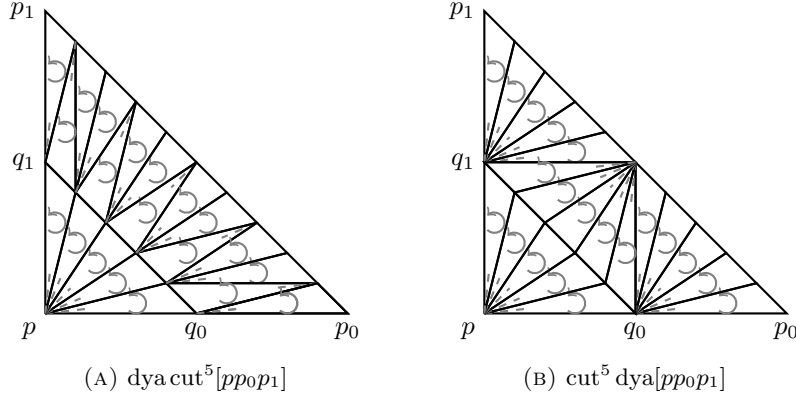 p₁ p₁
q₁ q₁
p q₀ p₀ p q₀ p₀
(A) dya cut⁵[pp₀p₁] (B) cut⁵ dya[pp₀p₁]